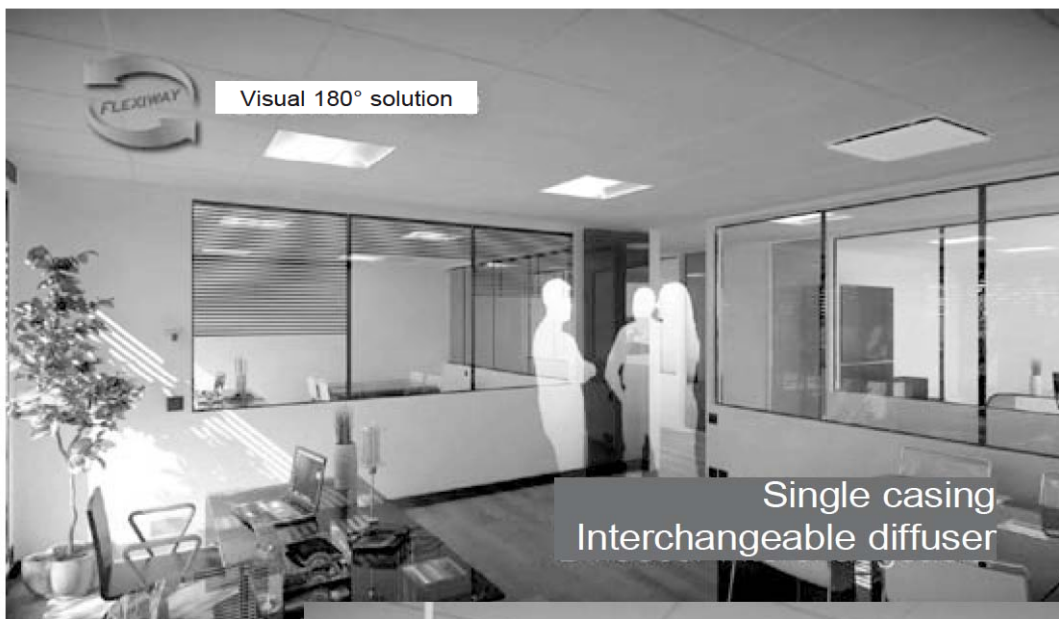 FLEXIWAY
Visual 180° solution
Single casing
Interchangeable diffuser